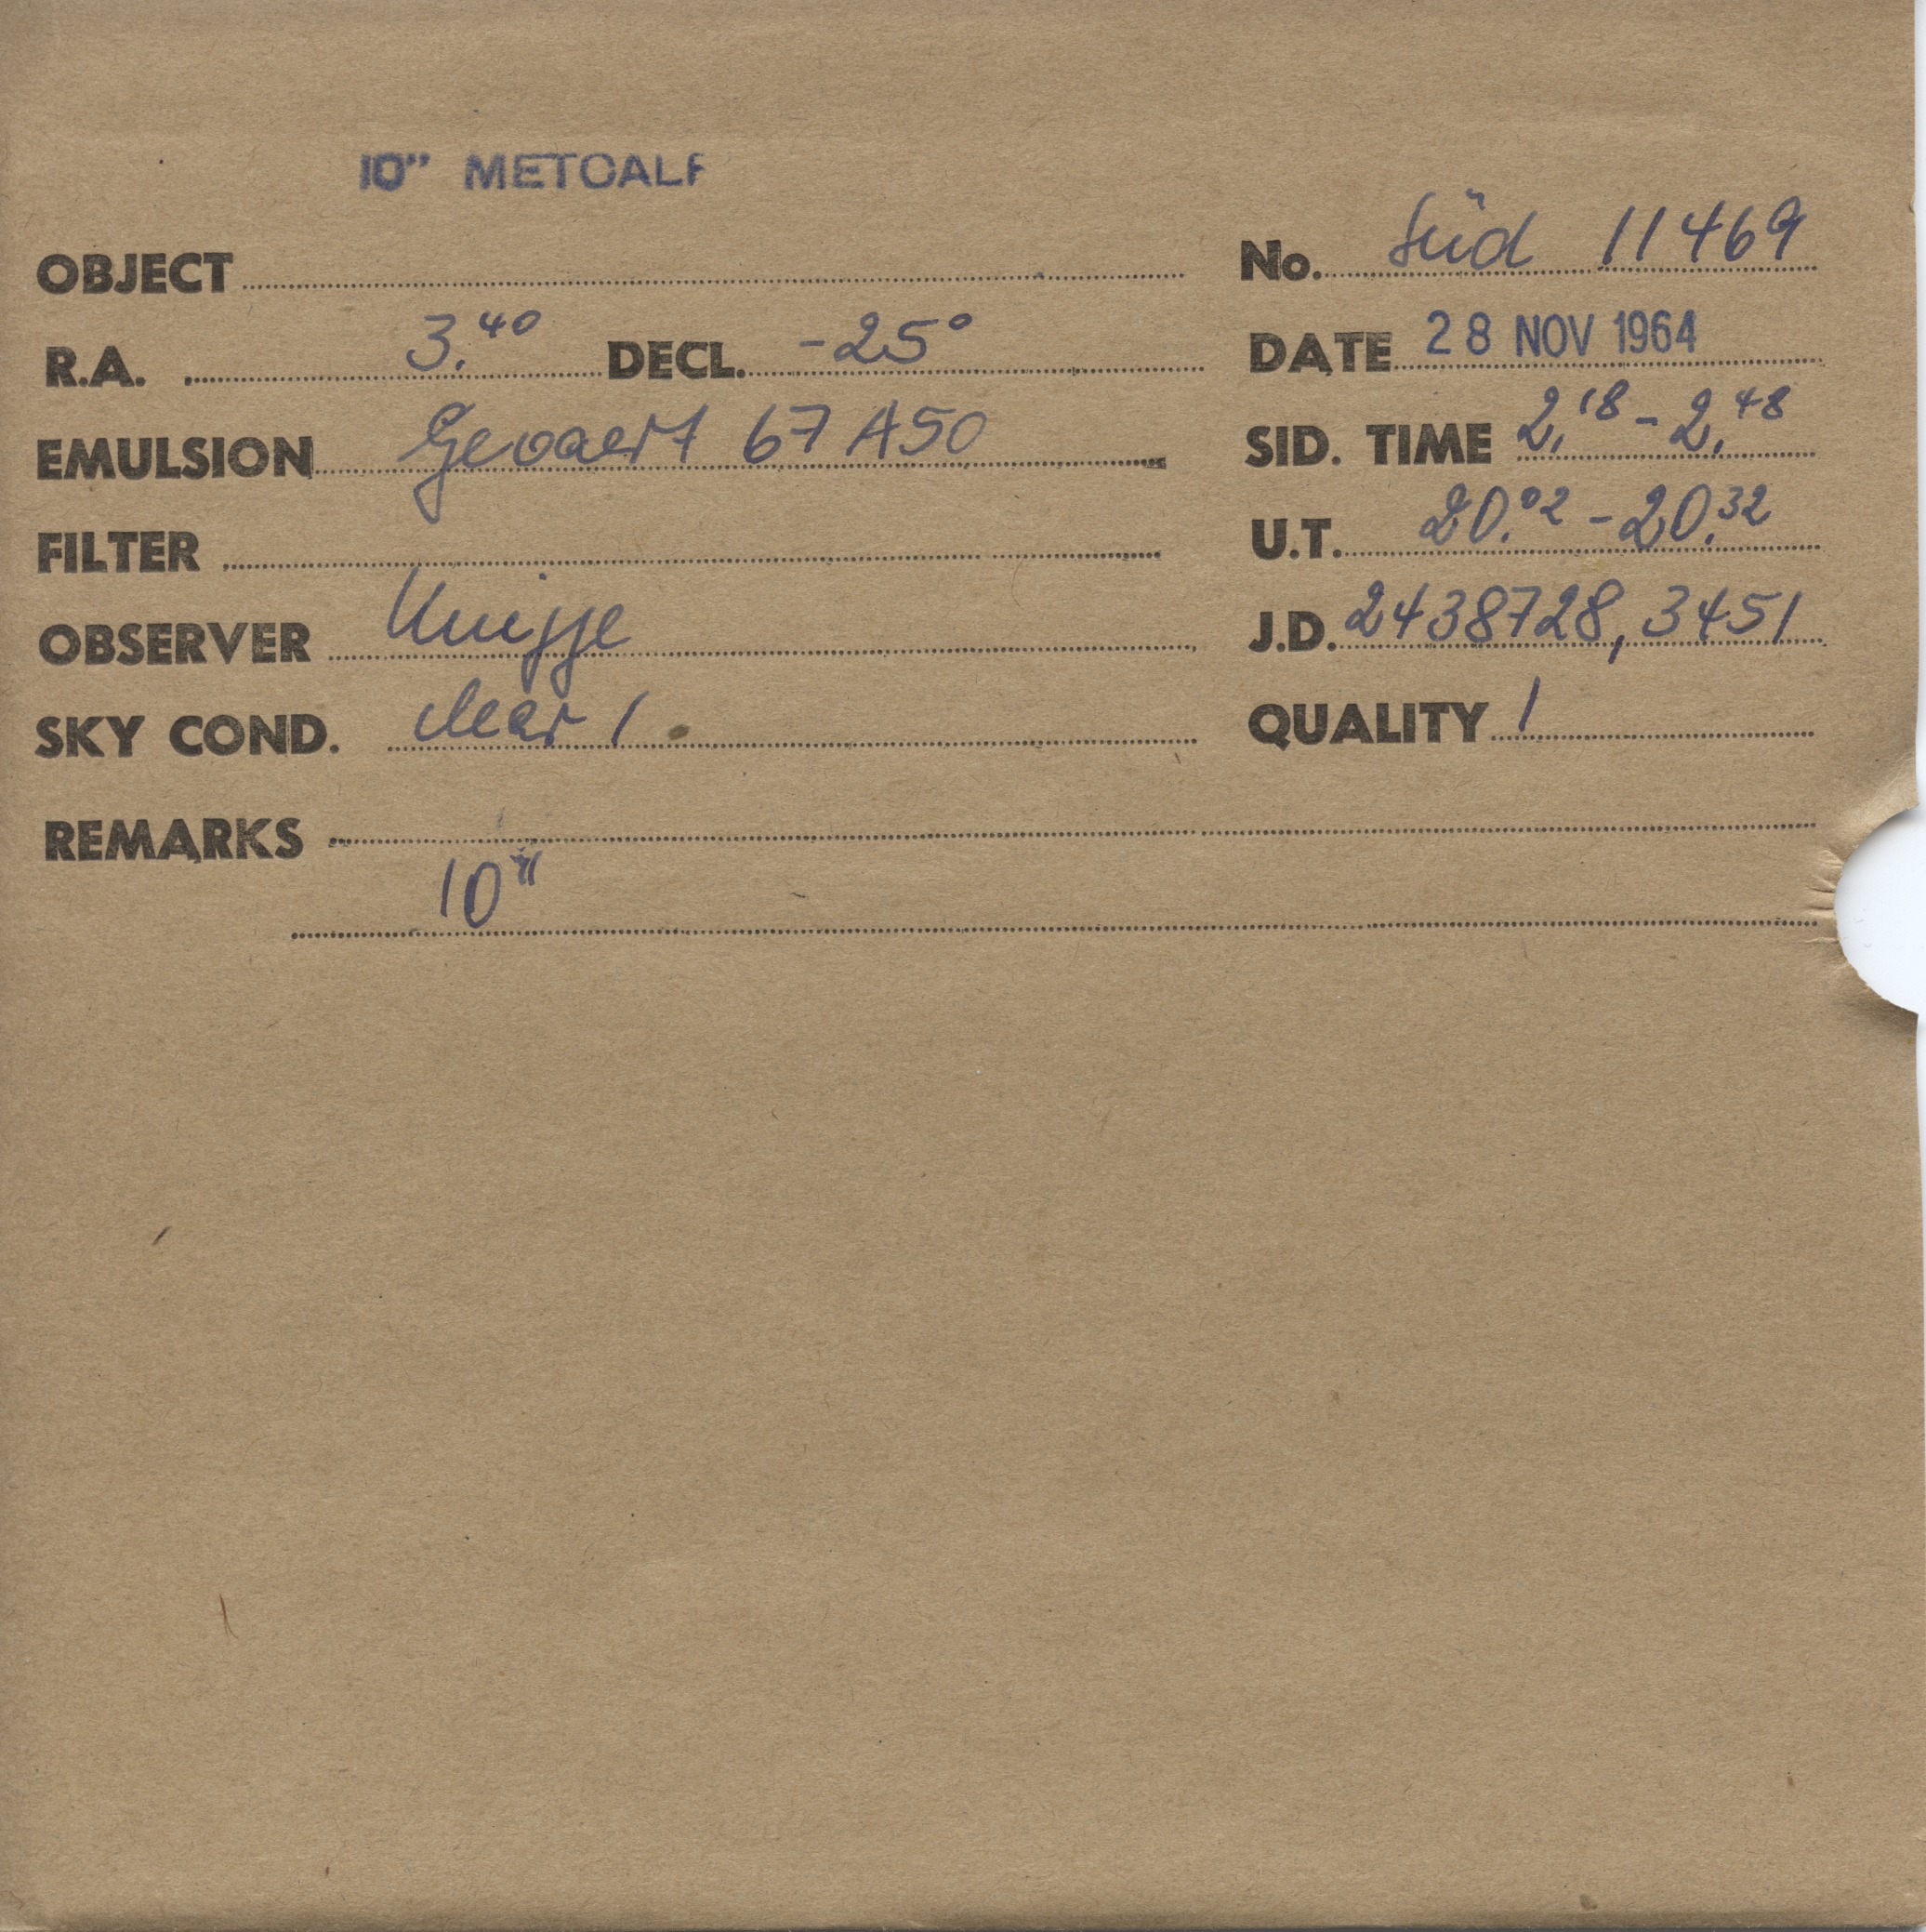 10" METCALF
OBJECT
No. Süd 11469
R.A. 3.40 DECL. -25°
DATE 28 NOV 1964
EMULSION Gevaert 67 A50
SID. TIME 2.18 - 2.48
FILTER
U.T. 20.02 - 20.32
OBSERVER
J.D. 2438728,3451
SKY COND. clear 1
QUALITY 1
REMARKS
10"